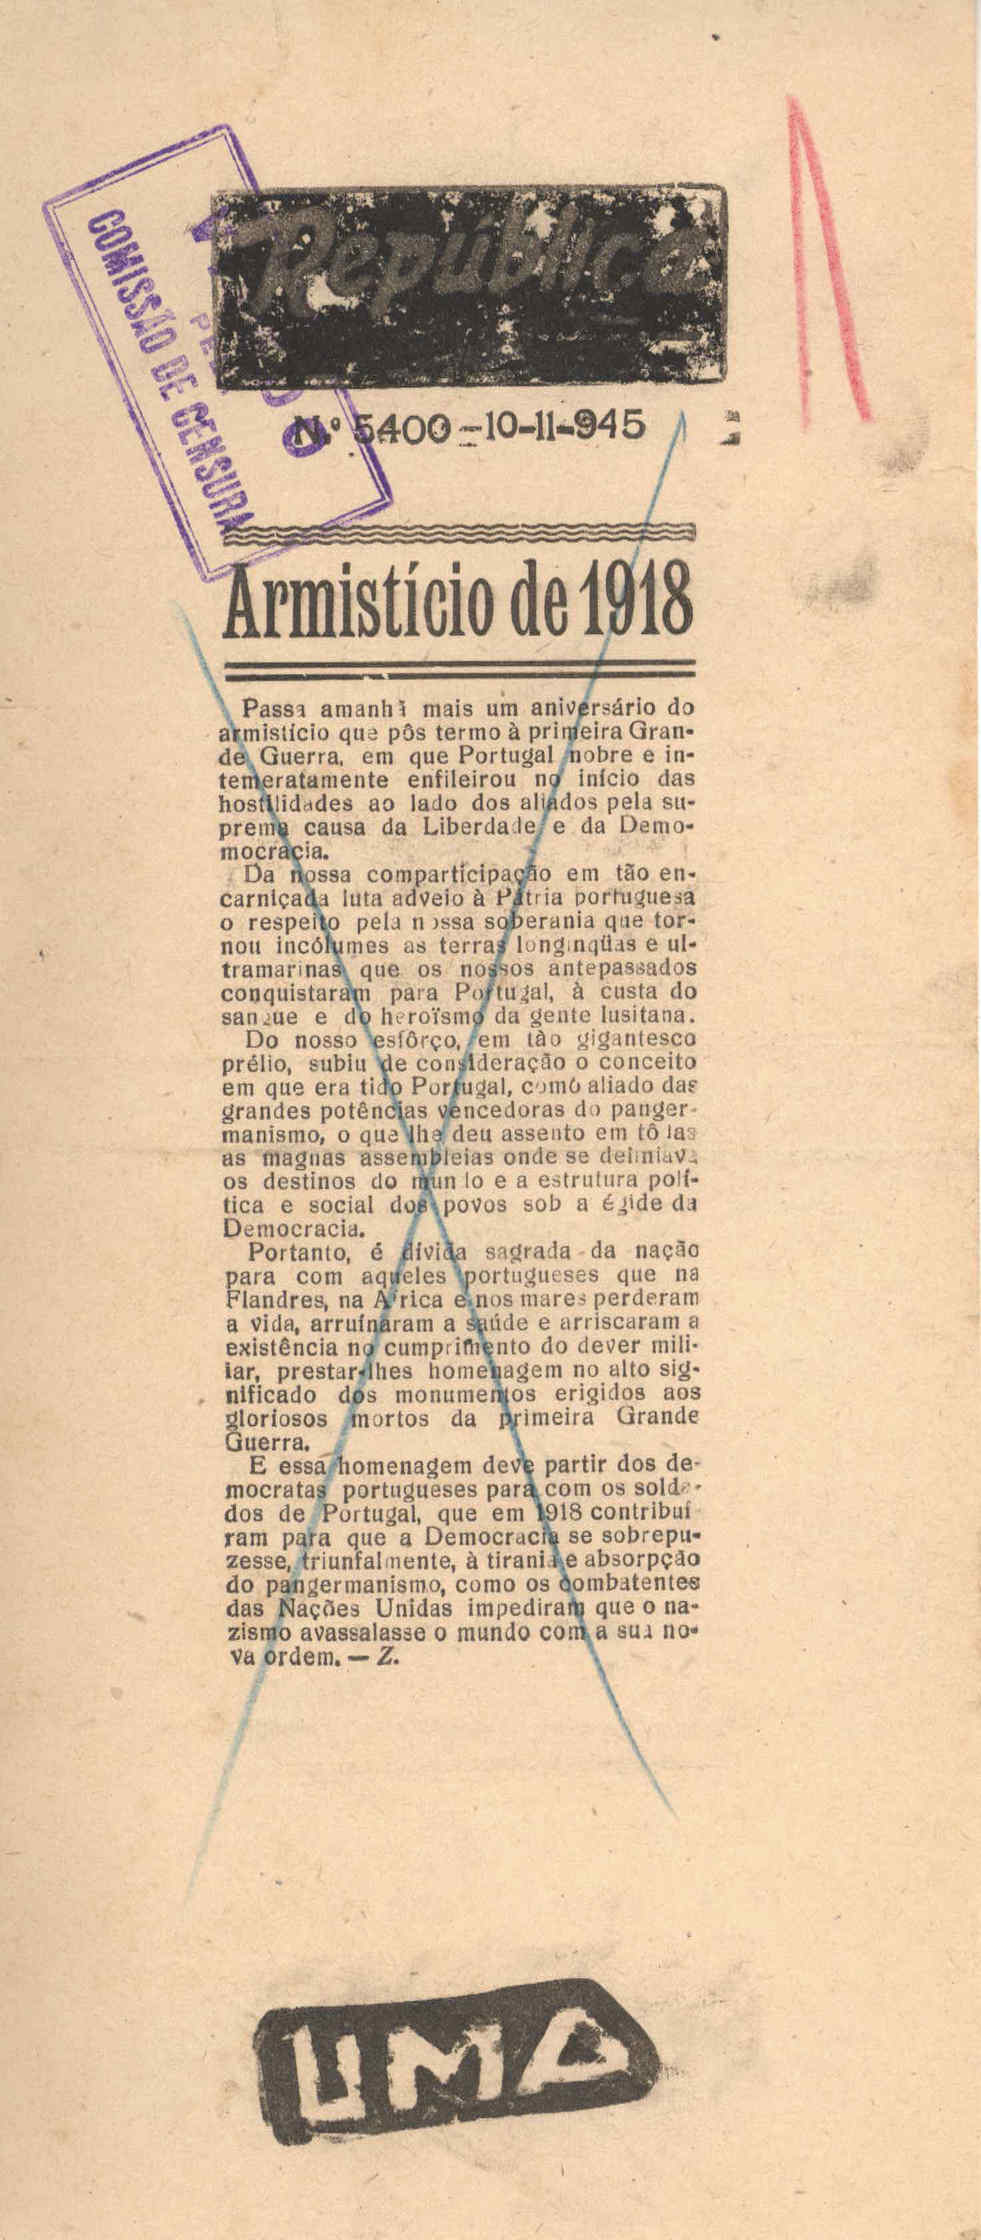 República
COMISSÃO DE CENSURA
N.º 5400 - 10-11-945
Armistício de 1918
Passa amanhã mais um aniversário do
armistício que pôs termo à primeira Gran-
de Guerra, em que Portugal nobre e in-
temeratamente enfileirou no início das
hostilidades ao lado dos aliados pela su-
prema causa da Liberdade e da Demo-
mocracia.
Da nossa comparticipação em tão en-
carniçada luta adveio à Pátria portuguesa
o respeito pela nossa soberania que tor-
nou incólumes as terras longinqüas e ul-
tramarinas que os nossos antepassados
conquistaram para Portugal, à custa do
sangue e do heroïsmo da gente lusitana.
Do nosso esfôrço, em tão gigantesco
prélio, subiu de consideração o conceito
em que era tido Portugal, como aliado das
grandes potências vencedoras do panger-
manismo, o que lhe deu assento em tôdas
as magnas assembleias onde se delimiava
os destinos do mundo e a estrutura polí-
tica e social dos povos sob a égide da
Democracia.
Portanto, é dívida sagrada da nação
para com aqueles portugueses que na
Flandres, na Africa e nos mares perderam
a vida, arruínaram a saúde e arriscaram a
existência no cumprimento do dever mili-
tar, prestar-lhes homenagem no alto sig-
nificado dos monumentos erigidos aos
gloriosos mortos da primeira Grande
Guerra.
E essa homenagem deve partir dos de-
mocratas portugueses para com os solda-
dos de Portugal, que em 1918 contribuí-
ram para que a Democracia se sobrepu-
zesse, triunfalmente, à tirania e absorpção
do pangermanismo, como os combatentes
das Nações Unidas impediram que o na-
zismo avassalasse o mundo com a sua no-
va ordem. — Z.
UMA